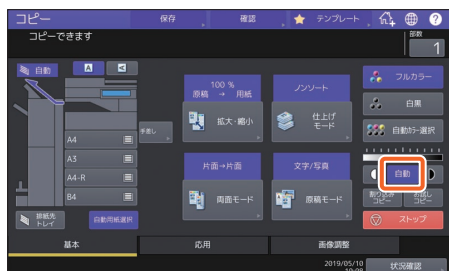 コピー
保存
確認
テンプレート
?
コピーできます
部数
1
自動
A
A
100 %
原稿 → 用紙
ノンソート
フルカラー
拡大・縮小
仕上げ
モード
白黒
手差し
自動カラー選択
A4
A3
A4-R
B4
片面→片面
文字/写真
自動
両面モード
原稿モード
割り込み
コピー
お試し
コピー
排紙先
トレイ
自動用紙選択
ストップ
基本
応用
画像調整
2019/05/10
状況確認